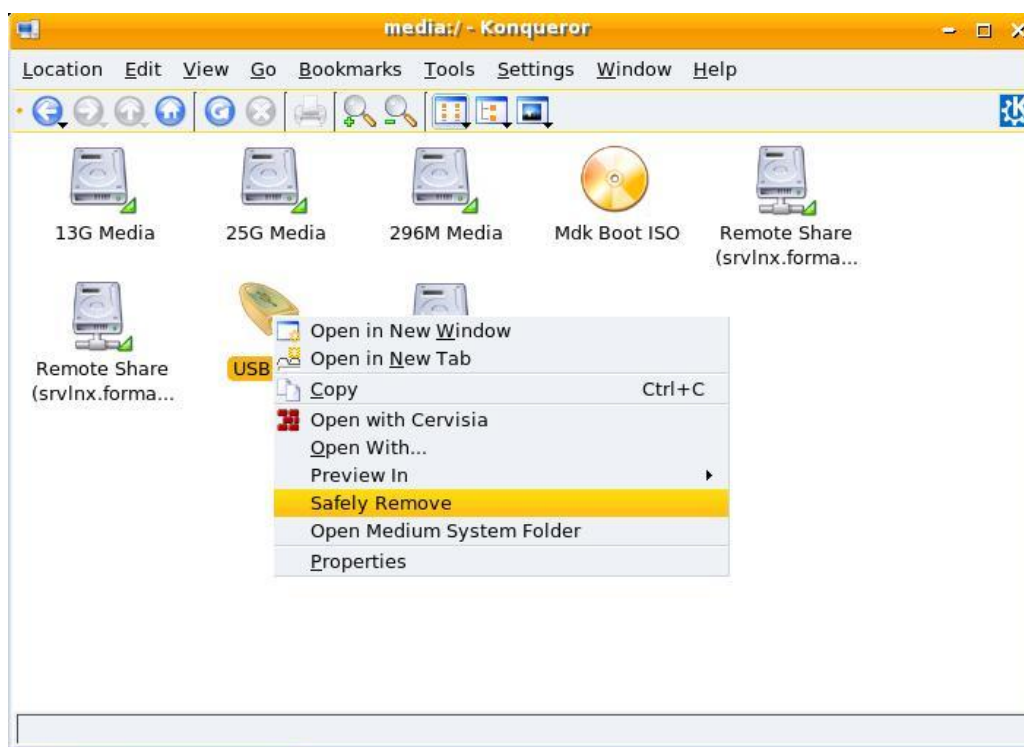 media:/ - Konqueror
Location Edit View Go Bookmarks Tools Settings Window Help
13G Media 25G Media 296M Media Mdk Boot ISO Remote Share
(srvlnx.forma...
Remote Share
(srvlnx.forma...
USB
Open in New Window
Open in New Tab
Copy Ctrl+C
Open with Cervisia
Open With...
Preview In
Safely Remove
Open Medium System Folder
Properties